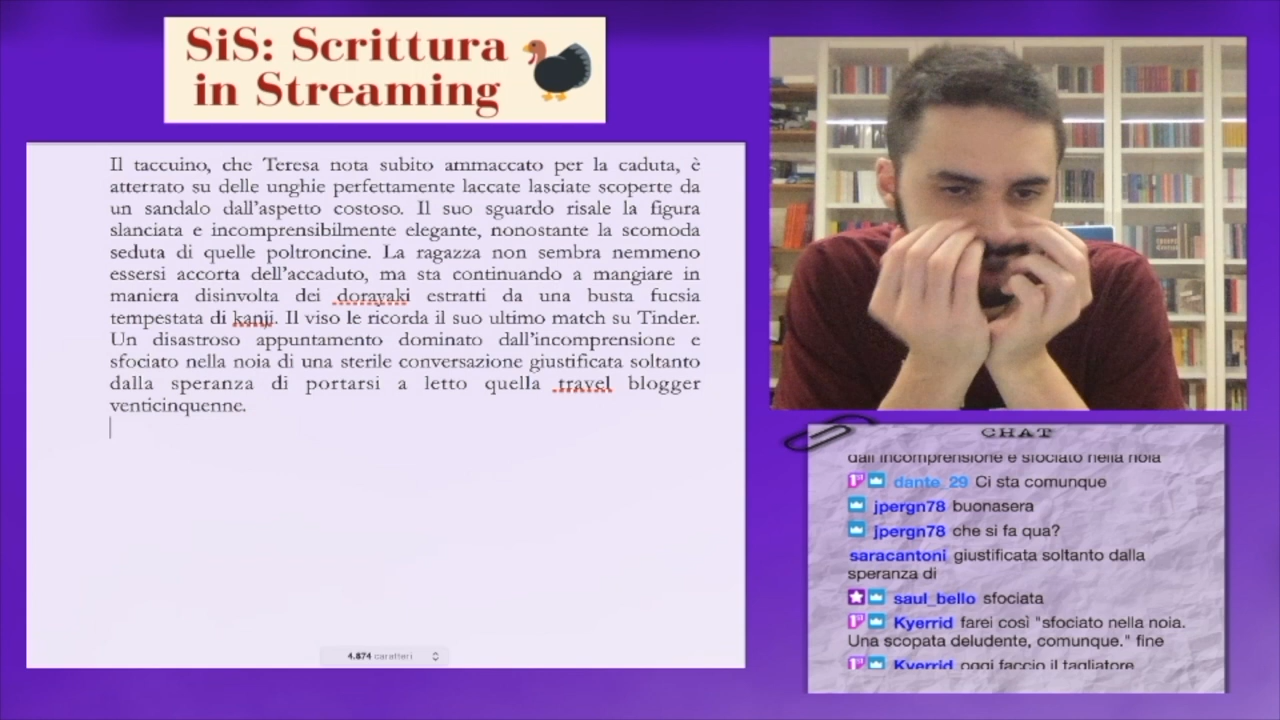 SiS: Scrittura
in Streaming
Il taccuino, che Teresa nota subito ammaccato per la caduta, è
atterrato su delle unghie perfettamente laccate lasciate scoperte da
un sandalo dall'aspetto costoso. Il suo sguardo risale la figura
slanciata e incomprensibilmente elegante, nonostante la scomoda
seduta di quelle poltroncine. La ragazza non sembra nemmeno
essersi accorta dell'accaduto, ma sta continuando a mangiare in
maniera disinvolta dei dorayaki estratti da una busta fucsia
tempestata di kanji. Il viso le ricorda il suo ultimo match su Tinder.
Un disastroso appuntamento dominato dall'incomprensione e
sfociato nella noia di una sterile conversazione giustificata soltanto
dalla speranza di portarsi a letto quella travel blogger
venticinquenne.
4.874 caratteri
CHAT
dall'incomprensione e sfociato nella noia
dante_29 Ci sta comunque
jpergn78 buonasera
jpergn78 che si fa qua?
saracantoni giustificata soltanto dalla
speranza di
saul_bello sfociata
Kyerrid farei così "sfociato nella noia.
Una scopata deludente, comunque." fine
Kyerrid oggi faccio il tagliatore